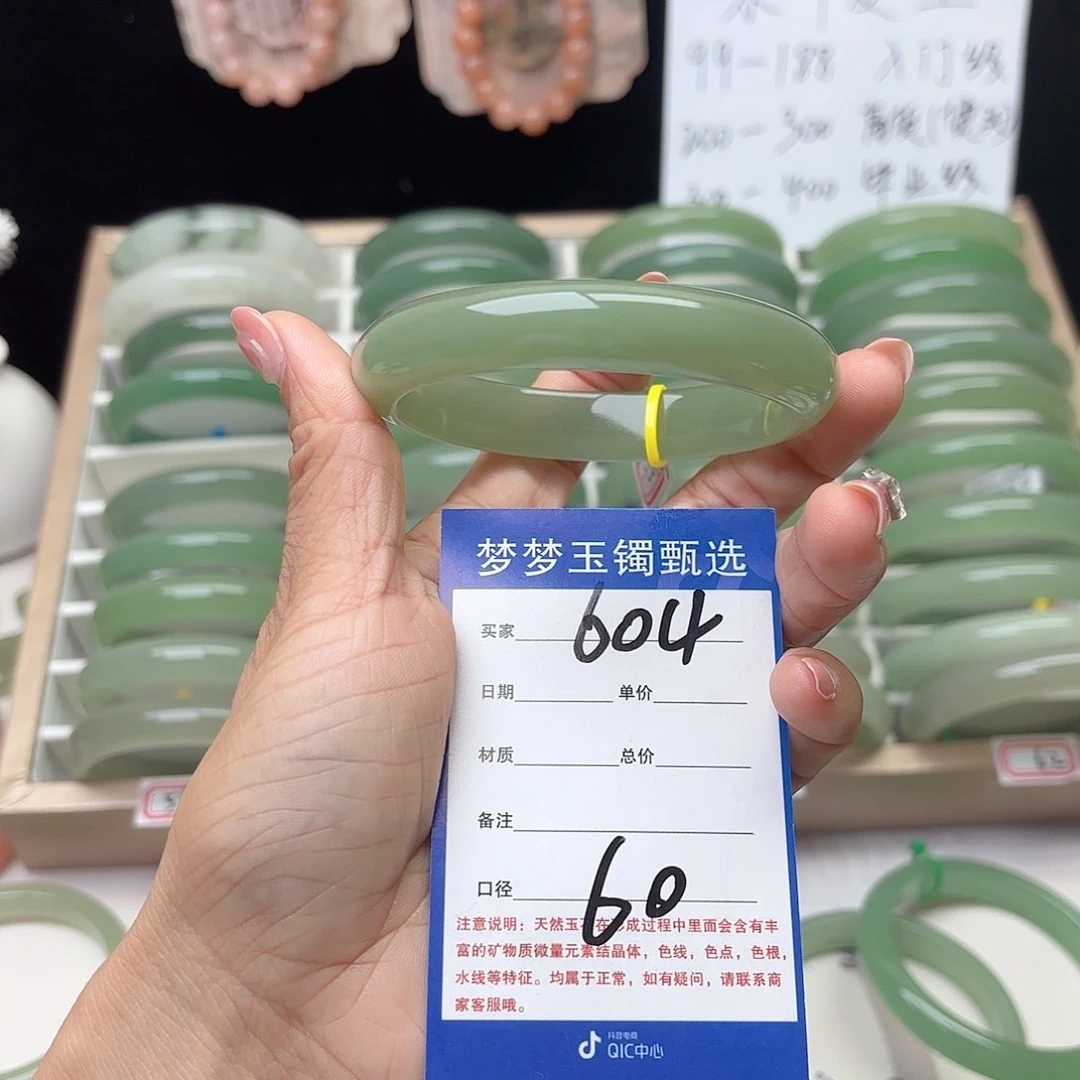 99-188 入门级
200-300 高级
300-400 毕业级
梦梦玉镯甄选
买家 604
日期 单价
材质 总价
备注
口径 60
注意说明：天然玉石在形成过程中里面会含有丰
富的矿物质微量元素结晶体，色线，色点，色根，
水线等特征。均属于正常，如有疑问，请联系商
家客服哦。
抖音电商
QIC中心